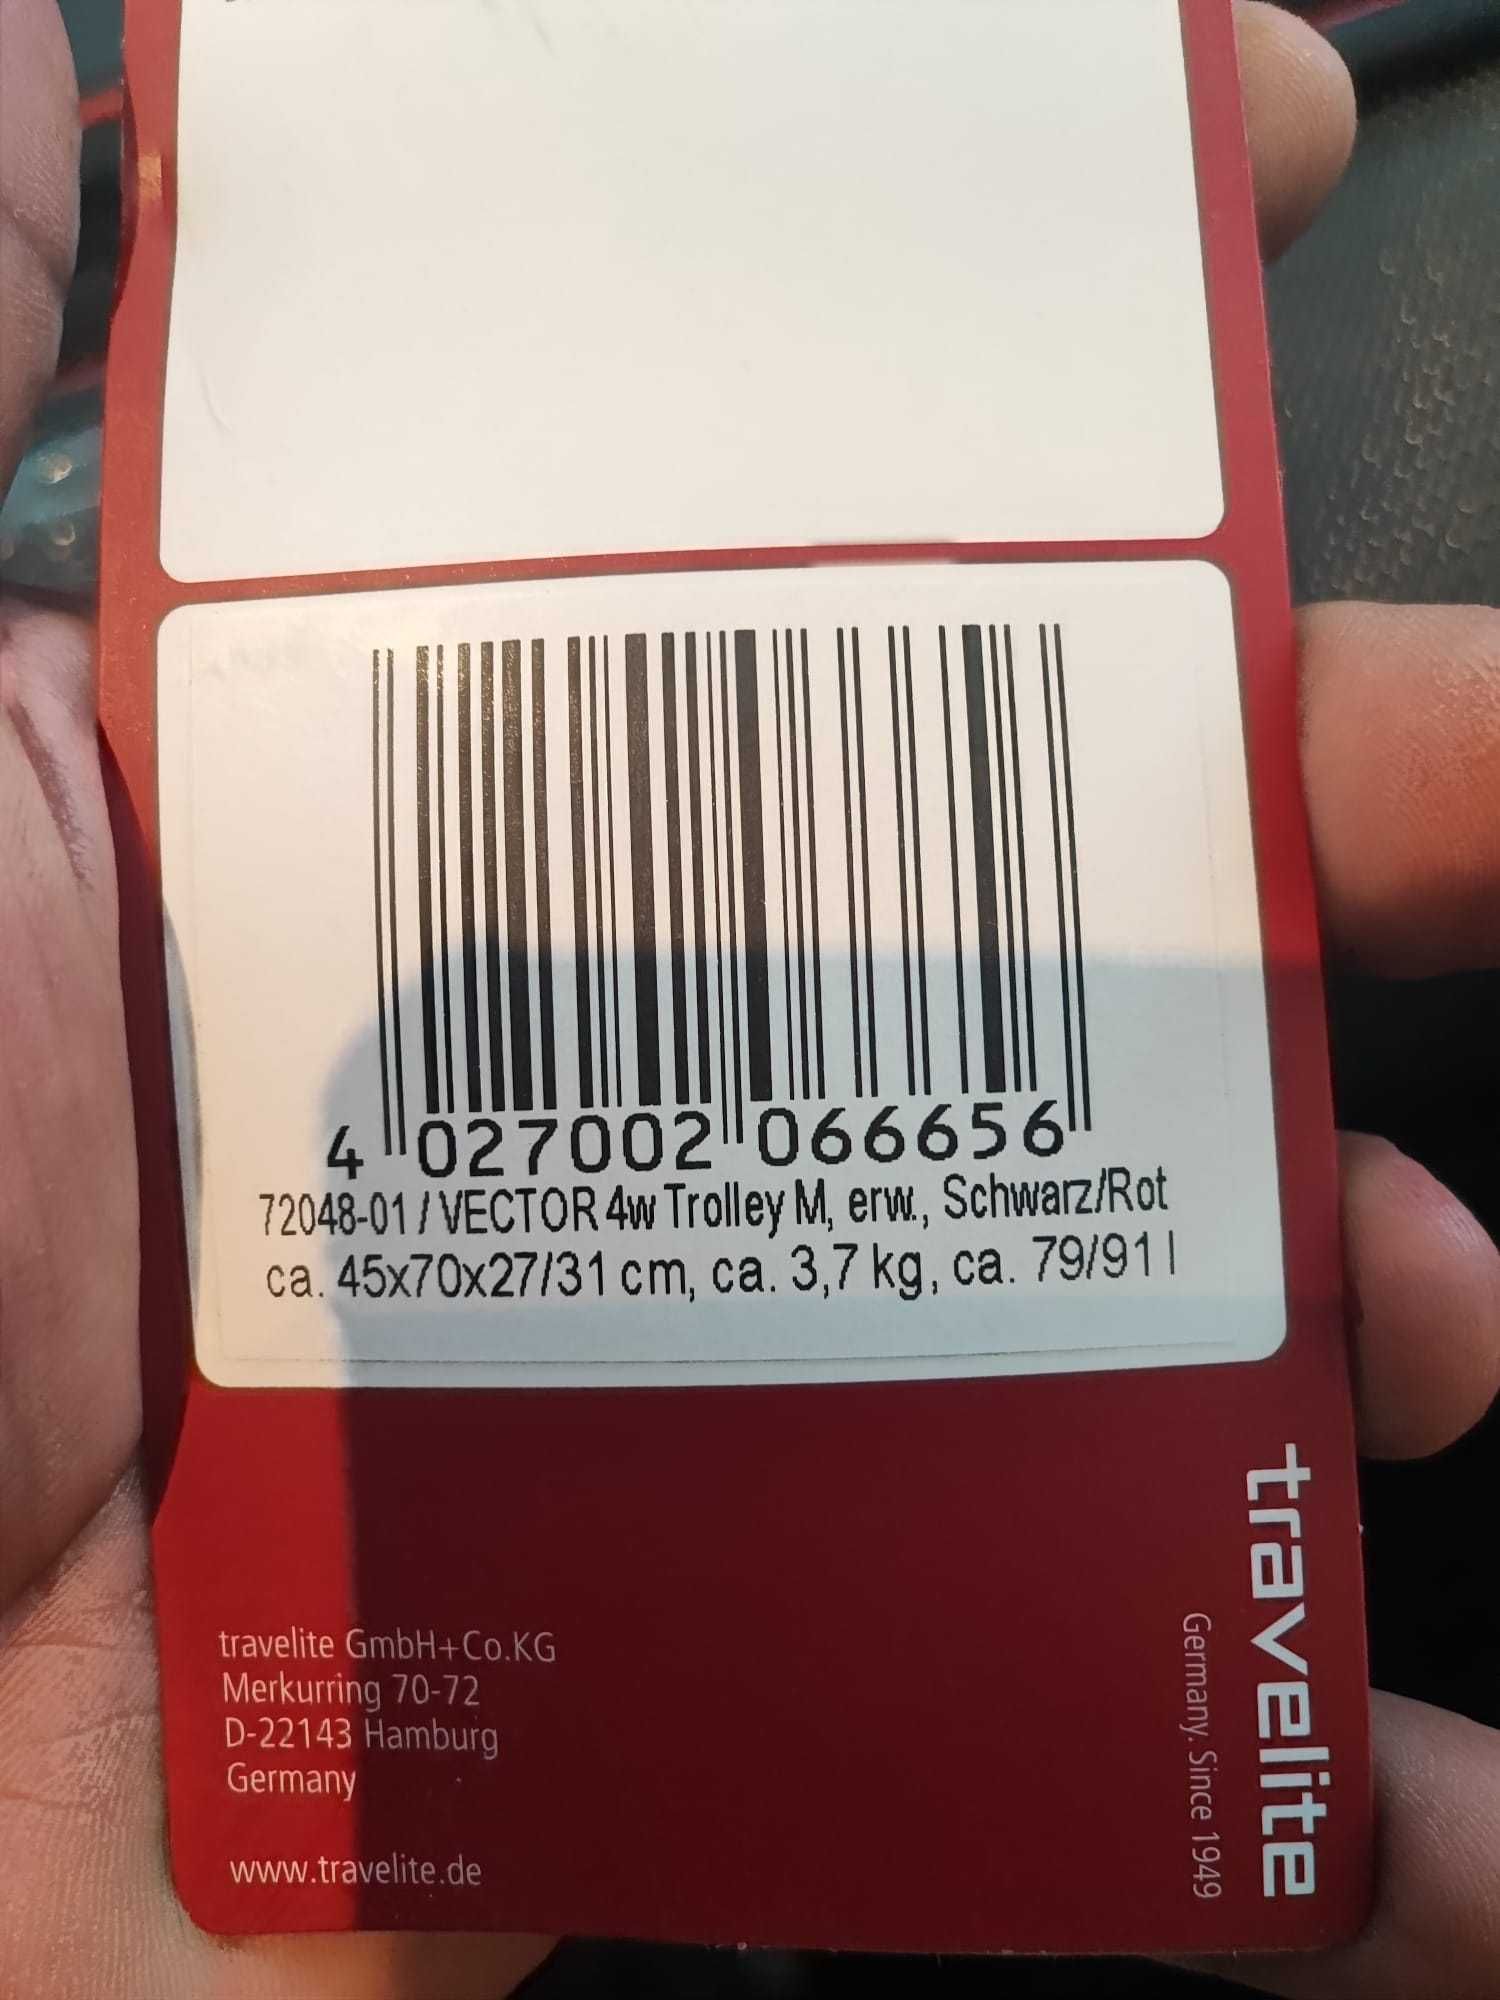 4 027002 066656
72048-01 / VECTOR 4w Trolley M, erw., Schwarz/Rot
ca. 45x70x27/31 cm, ca. 3,7 kg, ca. 79/91 l
travelite GmbH+Co.KG
Merkurring 70-72
D-22143 Hamburg
Germany
www.travelite.de
travelite
Germany. Since 1949